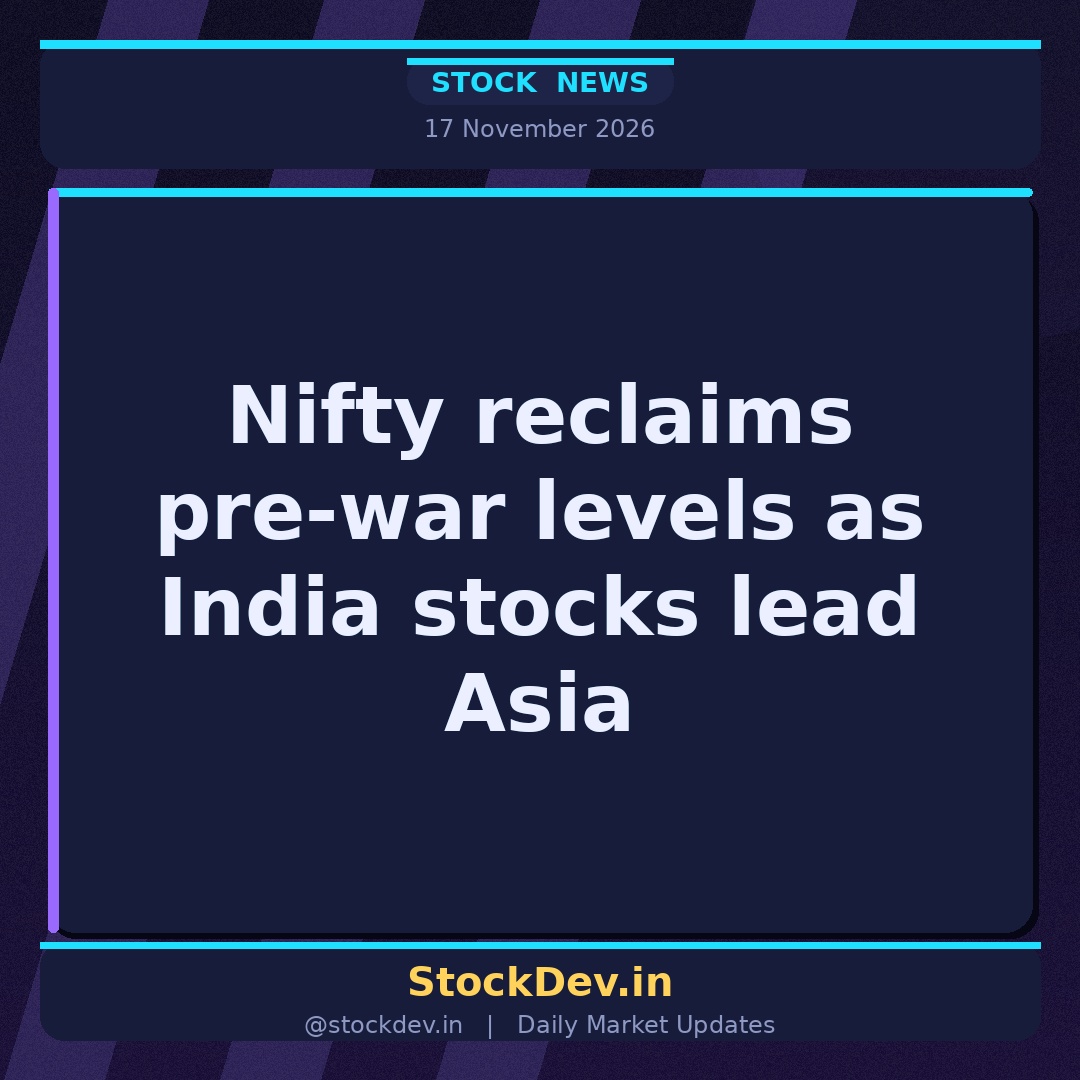 STOCK NEWS
17 November 2026
Nifty reclaims
pre-war levels as
India stocks lead
Asia
StockDev.in
@stockdev.in | Daily Market Updates